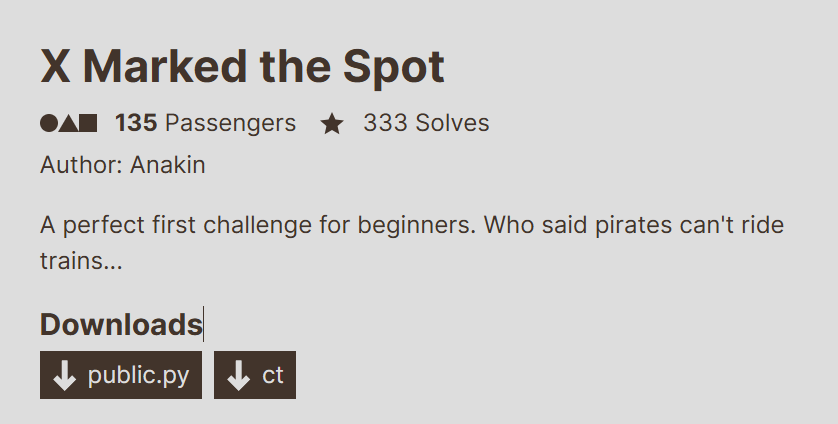 X Marked the Spot
135 Passengers 333 Solves
Author: Anakin
A perfect first challenge for beginners. Who said pirates can't ride
trains...
Downloads
public.py ct